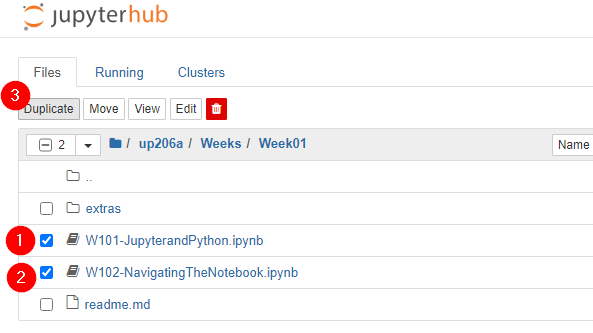 jupyterhub
Files Running Clusters
3
Duplicate Move View Edit
2 / up206a / Weeks / Week01 Name
..
extras
1 W101-JupyterandPython.ipynb
2 W102-NavigatingTheNotebook.ipynb
readme.md